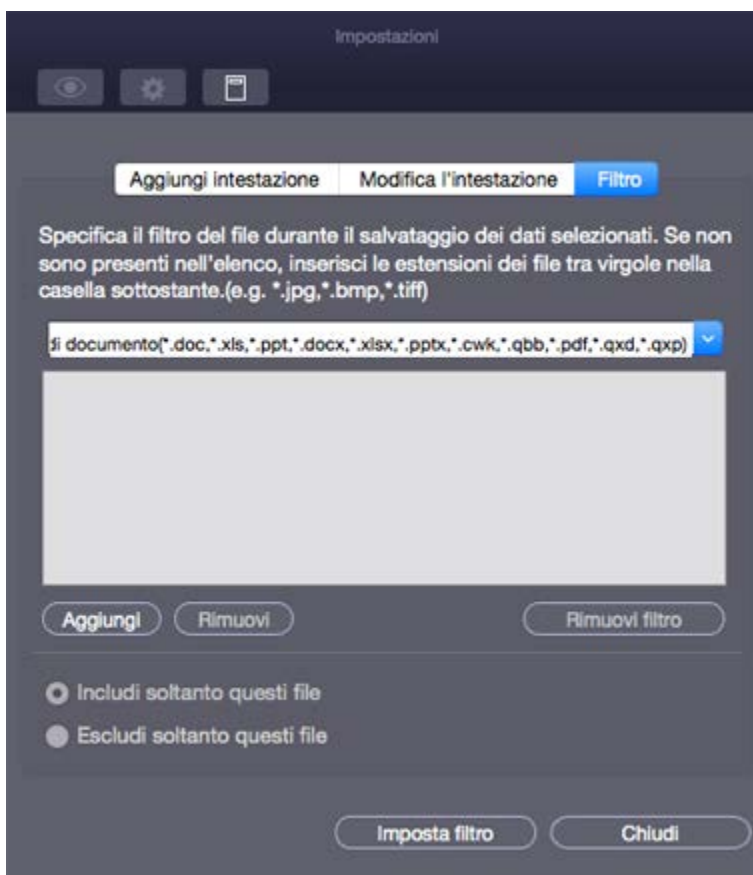 Impostazioni
Aggiungi intestazione Modifica l'intestazione Filtro
Specifica il filtro del file durante il salvataggio dei dati selezionati. Se non
sono presenti nell'elenco, inserisci le estensioni dei file tra virgole nella
casella sottostante.(e.g. *.jpg,*.bmp,*.tiff)
di documento(*.doc,*.xls,*.ppt,*.docx,*.xlsx,*.pptx,*.cwk,*.qbb,*.pdf,*.qxd,*.qxp)
Aggiungi Rimuovi Rimuovi filtro
Includi soltanto questi file
Escludi soltanto questi file
Imposta filtro Chiudi